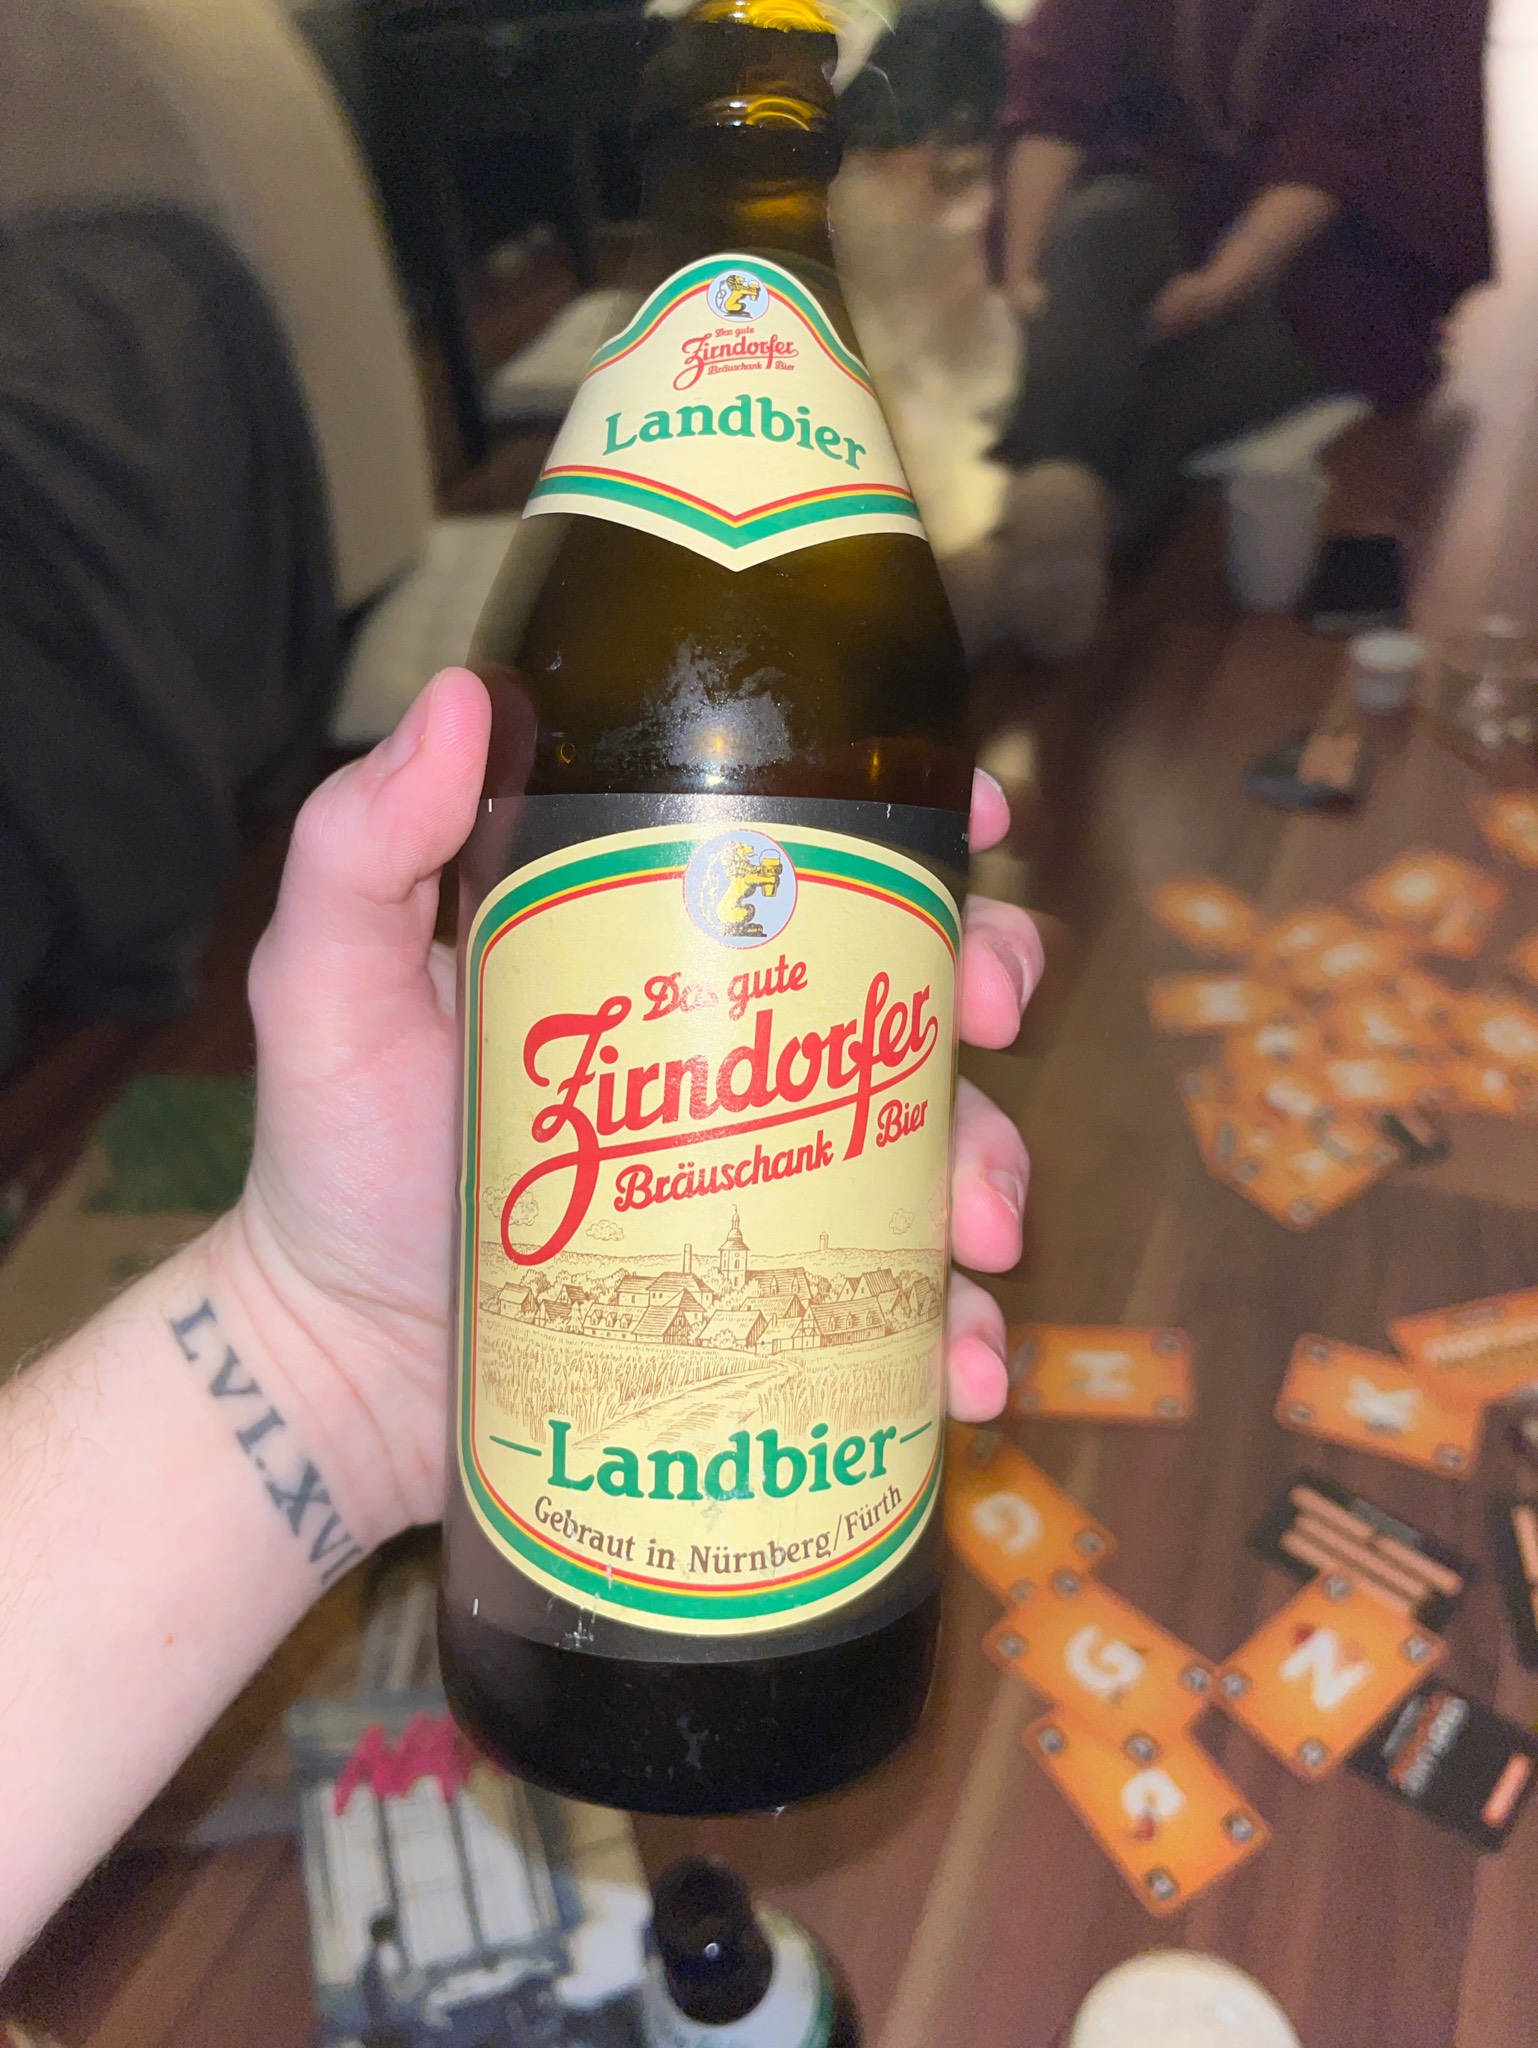 Das gute
Zirndorfer
Bräuschank Bier
Landbier
Das gute
Zirndorfer
Bräuschank Bier
Landbier
Gebraut in Nürnberg/Fürth
LVI.XVI
H
K
G
G
N
C